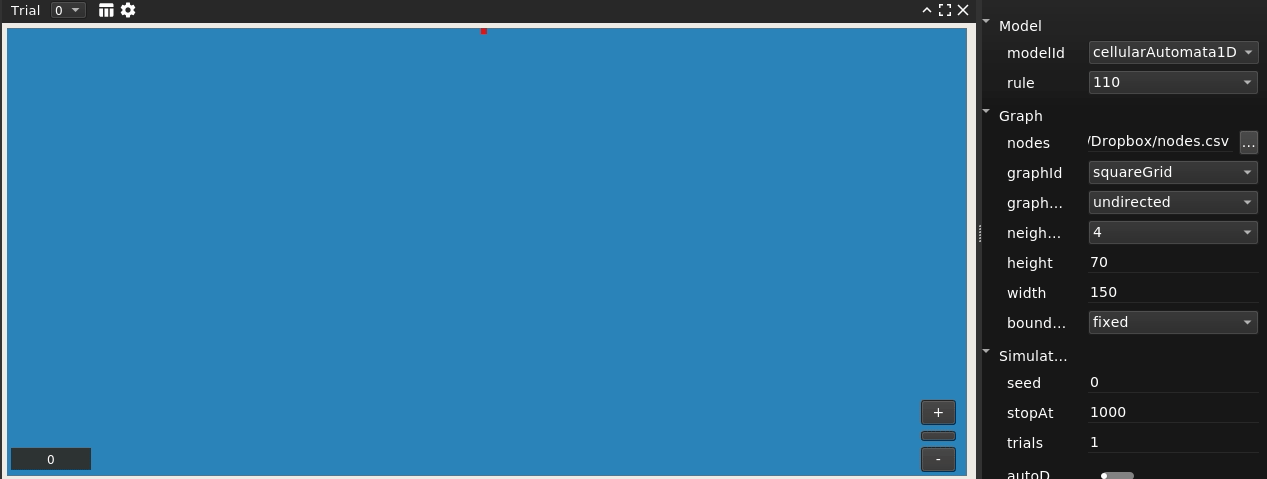 Trial 0
Model
modelId cellularAutomata1D
rule 110
Graph
nodes /Dropbox/nodes.csv ...
graphId squareGrid
graph... undirected
neigh... 4
height 70
width 150
bound... fixed
Simulat...
seed 0
stopAt 1000
trials 1
autoD
+
-
0